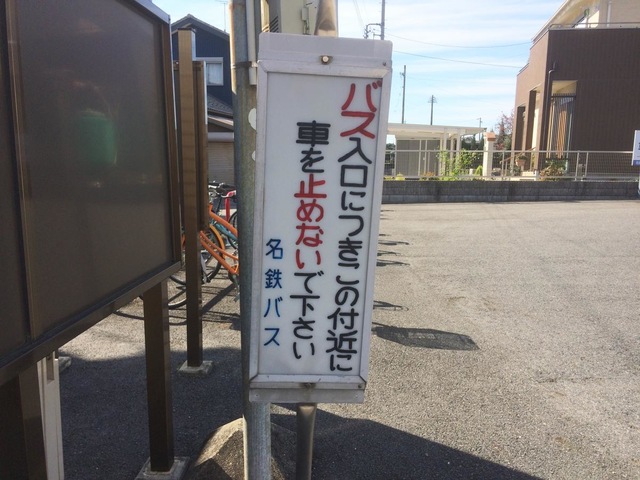 バス入口につきこの付近に
車を止めないで下さい
名鉄バス